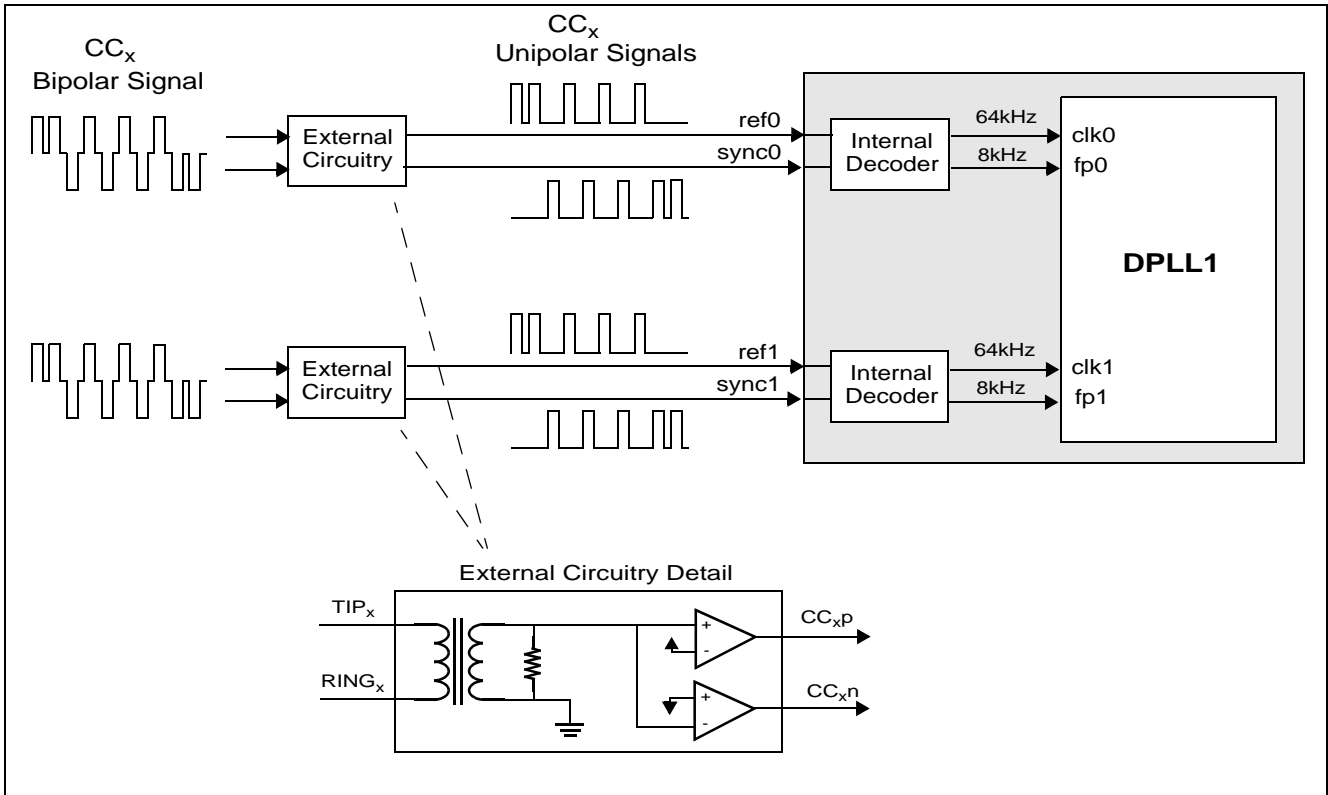 CCx
Bipolar Signal
CCx
Unipolar Signals
External
Circuitry
ref0
sync0
Internal
Decoder
64kHz
8kHz
clk0
fp0
DPLL1
External
Circuitry
ref1
sync1
Internal
Decoder
64kHz
8kHz
clk1
fp1
External Circuitry Detail
TIPx
RINGx
+
-
+
-
CCxp
CCxn